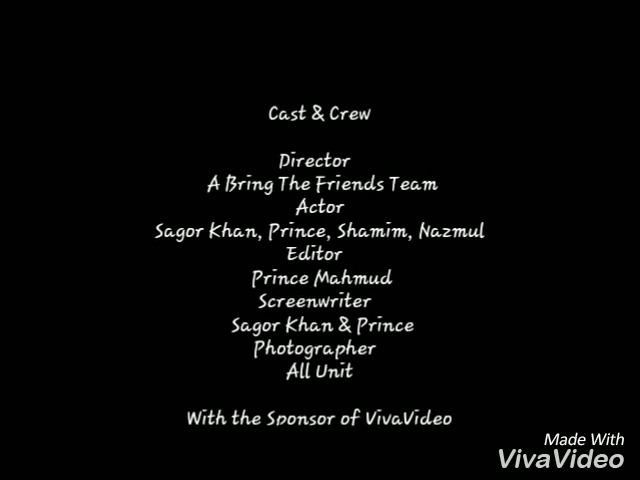 Cast & Crew
Director
A Bring The Friends Team
Actor
Sagor Khan, Prince, Shamim, Nazmul
Editor
Prince Mahmud
Screenwriter
Sagor Khan & Prince
Photographer
All Unit
With the Sponsor of VivaVideo
Made With
VivaVideo